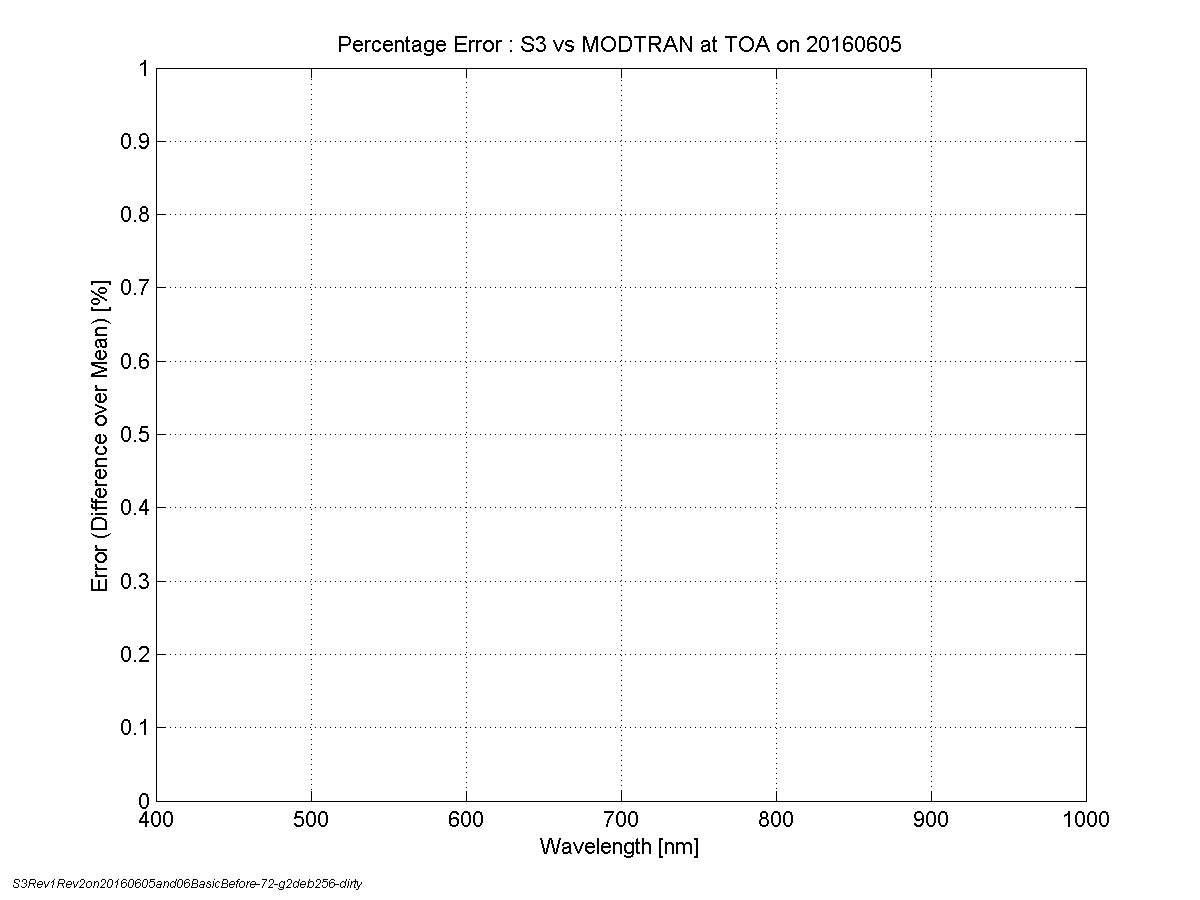 Percentage Error : S3 vs MODTRAN at TOA on 20160605
1
0.9
0.8
0.7
0.6
0.5
0.4
0.3
0.2
0.1
0
Error (Difference over Mean) [%]
400 500 600 700 800 900 1000
Wavelength [nm]
S3Rev1Rev2on20160605and06BasicBefore-72-g2deb256-dirty